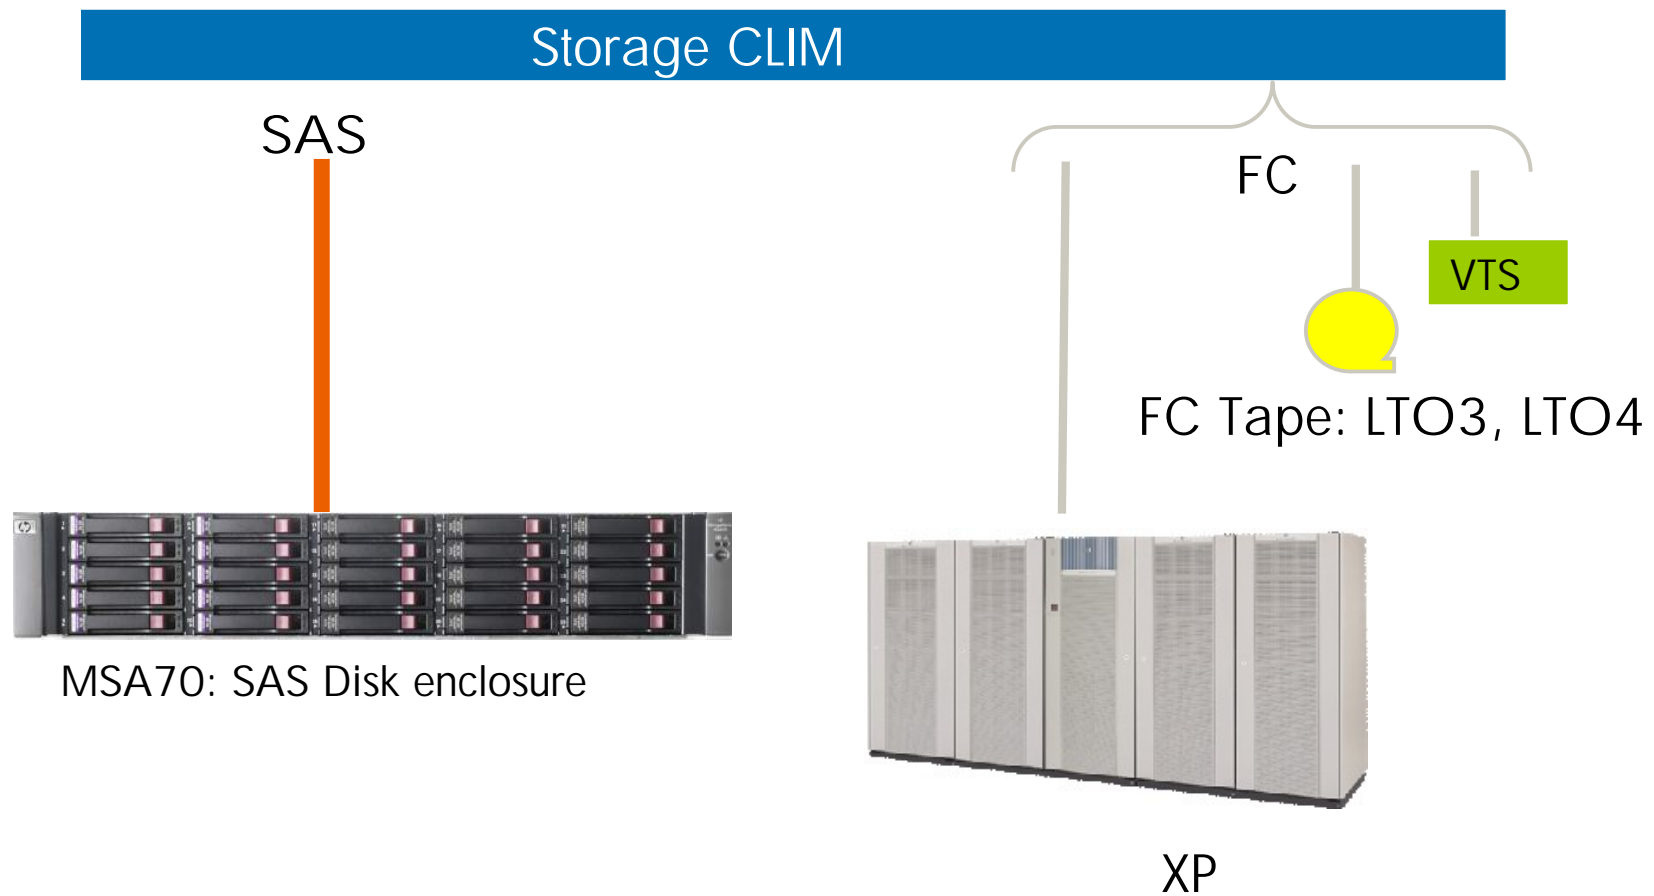 Storage CLIM
SAS
FC
VTS
FC Tape: LTO3, LTO4
MSA70: SAS Disk enclosure
XP